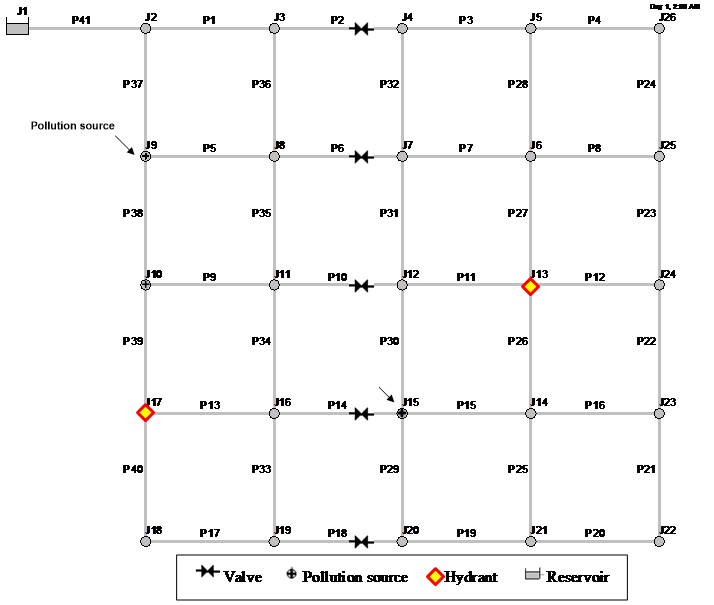 Day 1, 2:00 AM
J1
P41 J2 P1 J3 P2 J4 P3 J5 P4 J26
P37 P36 P32 P28 P24
Pollution source
J9 P5 J8 P6 J7 P7 J6 P8 J25
P38 P35 P31 P27 P23
J10 P9 J11 P10 J12 P11 J13 P12 J24
P39 P34 P30 P26 P22
J17 P13 J16 P14 J15 P15 J14 P16 J23
P40 P33 P29 P25 P21
J18 P17 J19 P18 J20 P19 J21 P20 J22
Valve Pollution source Hydrant Reservoir